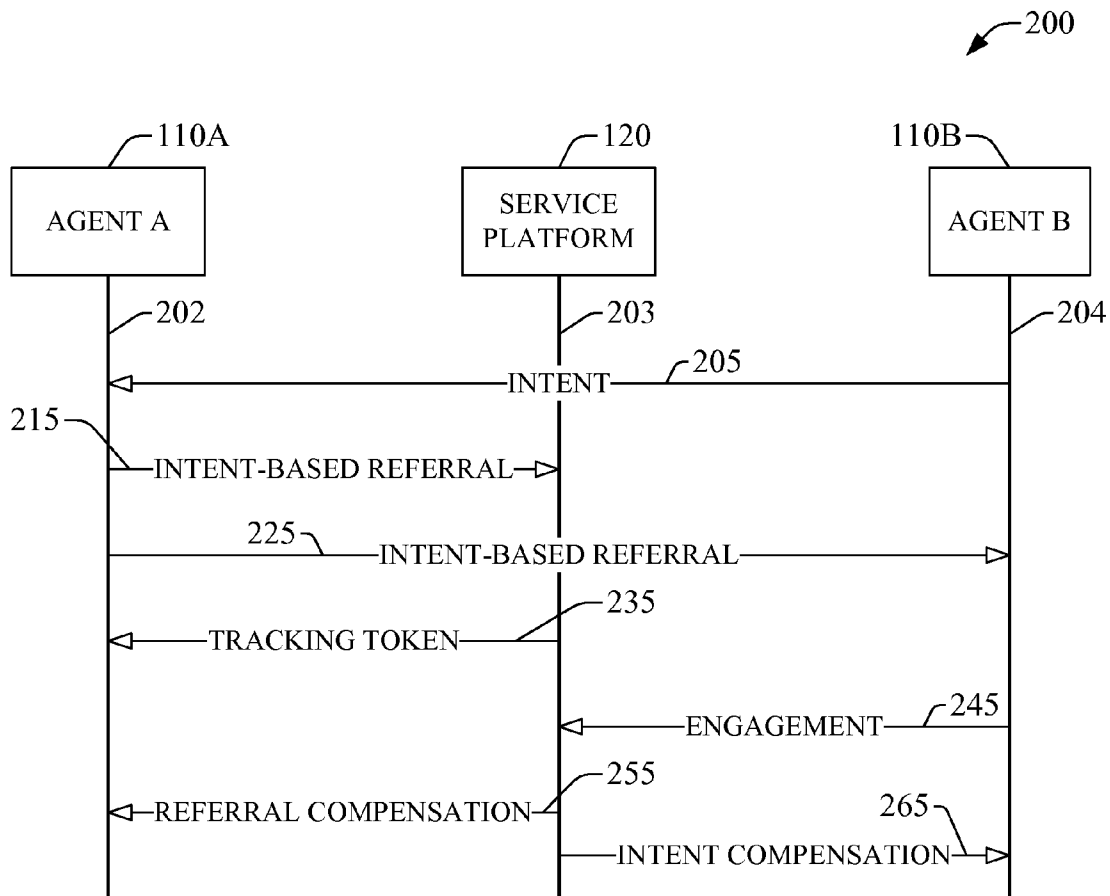 200
110A
120
110B
AGENT A
SERVICE
PLATFORM
AGENT B
202
203
204
205
INTENT
215
INTENT-BASED REFERRAL
225
INTENT-BASED REFERRAL
235
TRACKING TOKEN
245
ENGAGEMENT
255
REFERRAL COMPENSATION
265
INTENT COMPENSATION